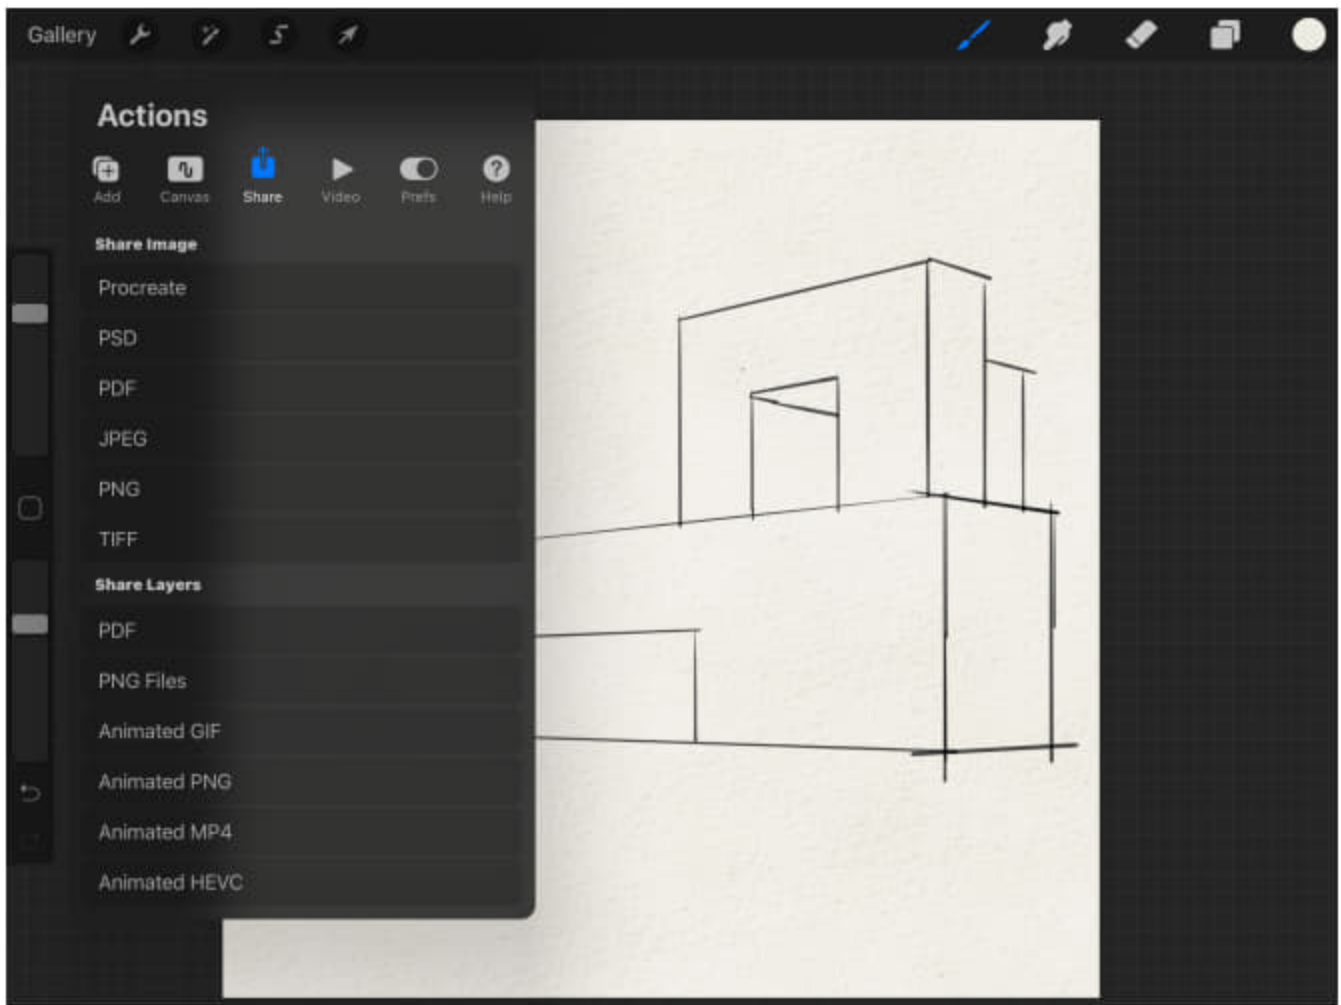 Gallery
Actions
Add Canvas Share Video Prefs Help
Share Image
Procreate
PSD
PDF
JPEG
PNG
TIFF
Share Layers
PDF
PNG Files
Animated GIF
Animated PNG
Animated MP4
Animated HEVC